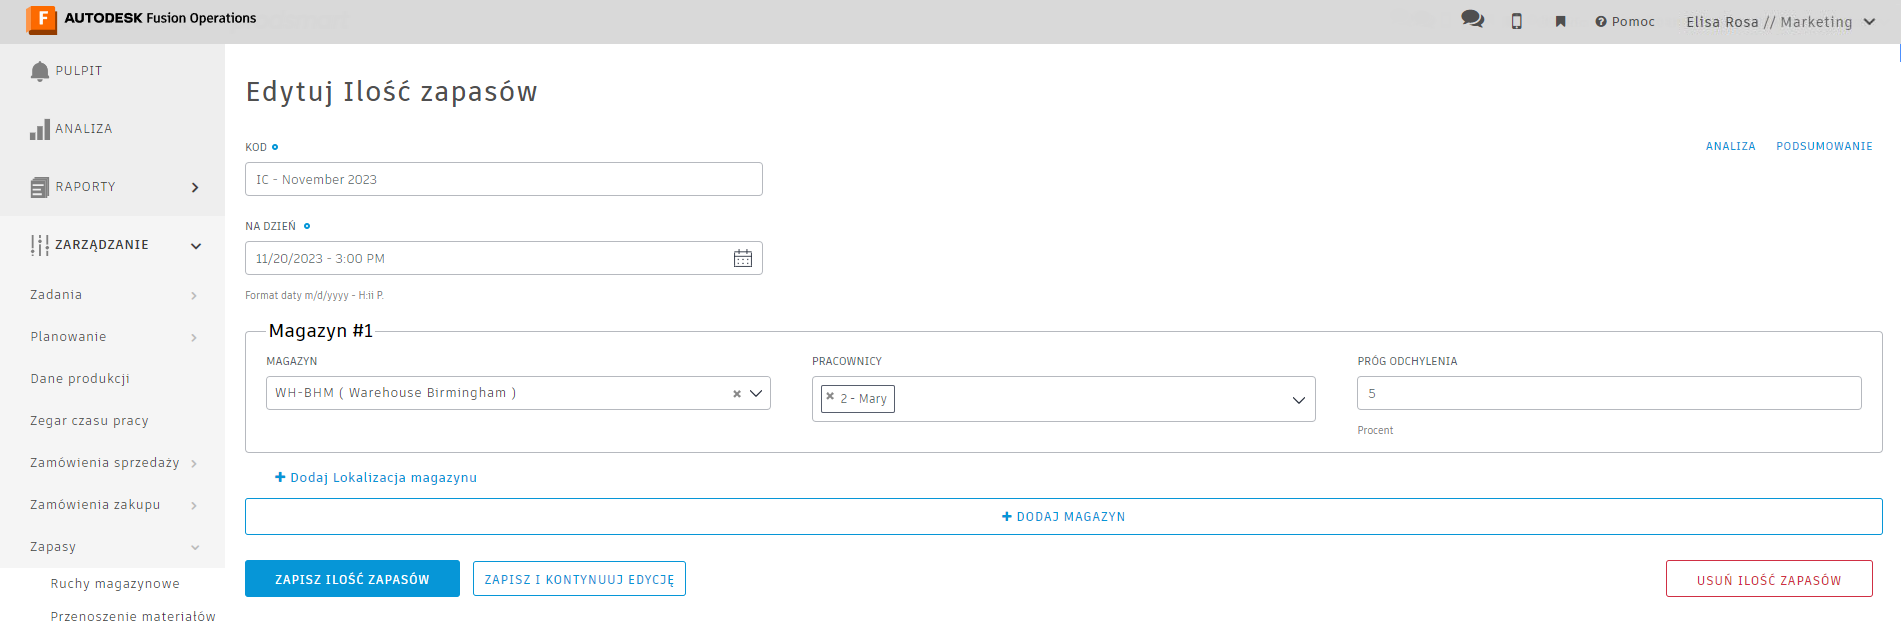 F AUTODESK Fusion Operations
Pomoc
Elisa Rosa // Marketing
PULPIT
ANALIZA
RAPORTY
ZARZĄDZANIE
Zadania
Planowanie
Dane produkcji
Zegar czasu pracy
Zamówienia sprzedaży
Zamówienia zakupu
Zapasy
Ruchy magazynowe
Przenoszenie materiałów
Edytuj Ilość zapasów
ANALIZA PODSUMOWANIE
KOD
IC - November 2023
NA DZIEŃ
11/20/2023 - 3:00 PM
Format daty m/d/yyyy - H:ii P.
Magazyn #1
MAGAZYN PRACOWNICY PRÓG ODCHYLENIA
WH-BHM ( Warehouse Birmingham ) 2 - Mary 5
Procent
Dodaj Lokalizacja magazynu
DODAJ MAGAZYN
ZAPISZ ILOŚĆ ZAPASÓW ZAPISZ I KONTYNUUJ EDYCJĘ USUŃ ILOŚĆ ZAPASÓW